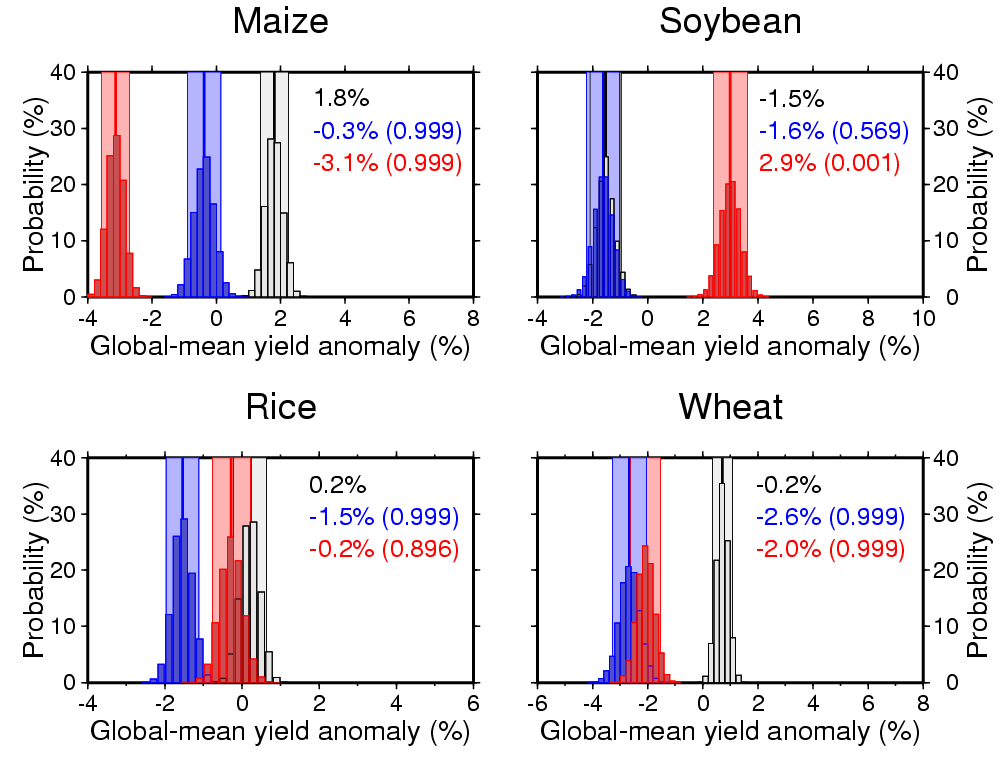 Maize
Soybean
40
30
20
10
0
Probability (%)
1.8%
-0.3% (0.999)
-3.1% (0.999)
-4 -2 0 2 4 6 8
Global-mean yield anomaly (%)
-1.5%
-1.6% (0.569)
2.9% (0.001)
40
30
20
10
0
Probability (%)
-4 -2 0 2 4 6 8 10
Global-mean yield anomaly (%)
Rice
Wheat
40
30
20
10
0
Probability (%)
0.2%
-1.5% (0.999)
-0.2% (0.896)
-4 -2 0 2 4 6
Global-mean yield anomaly (%)
-0.2%
-2.6% (0.999)
-2.0% (0.999)
40
30
20
10
0
Probability (%)
-6 -4 -2 0 2 4 6 8
Global-mean yield anomaly (%)